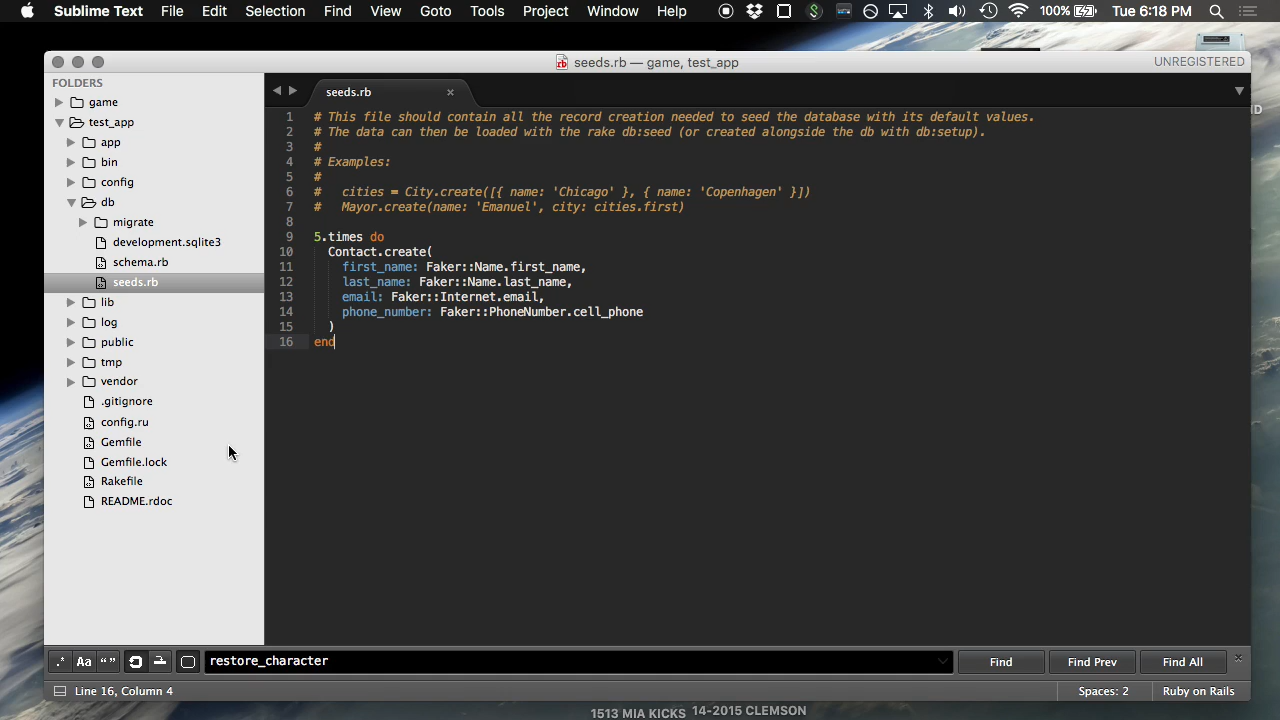 Sublime Text File Edit Selection Find View Goto Tools Project Window Help 100% Tue 6:18 PM
seeds.rb — game, test_app UNREGISTERED
FOLDERS
game
test_app
app
bin
config
db
migrate
development.sqlite3
schema.rb
seeds.rb
lib
log
public
tmp
vendor
.gitignore
config.ru
Gemfile
Gemfile.lock
Rakefile
README.rdoc
seeds.rb ×
1 # This file should contain all the record creation needed to seed the database with its default values.
2 # The data can then be loaded with the rake db:seed (or created alongside the db with db:setup).
3 #
4 # Examples:
5 #
6 #   cities = City.create([{ name: 'Chicago' }, { name: 'Copenhagen' }])
7 #   Mayor.create(name: 'Emanuel', city: cities.first)
8
9 5.times do
10   Contact.create(
11     first_name: Faker::Name.first_name,
12     last_name: Faker::Name.last_name,
13     email: Faker::Internet.email,
14     phone_number: Faker::PhoneNumber.cell_phone
15   )
16 end
.* Aa “” restore_character Find Find Prev Find All ×
Line 16, Column 4 Spaces: 2 Ruby on Rails
1513 MIA KICKS 14-2015 CLEMSON